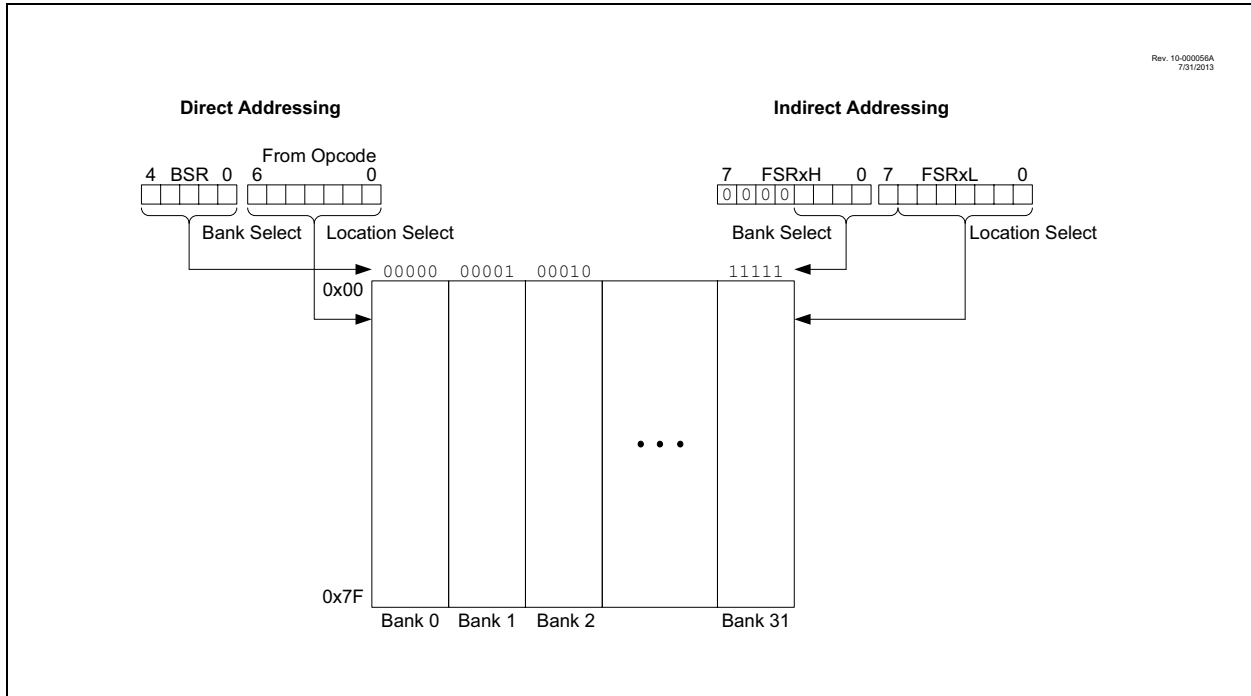 Rev. 10-000056A
7/31/2013
Direct Addressing Indirect Addressing
From Opcode
4 BSR 0 6 0 7 FSRxH 0 7 FSRxL 0
0 0 0 0
Bank Select Location Select Bank Select Location Select
00000 00001 00010 11111
0x00
0x7F
Bank 0 Bank 1 Bank 2 Bank 31